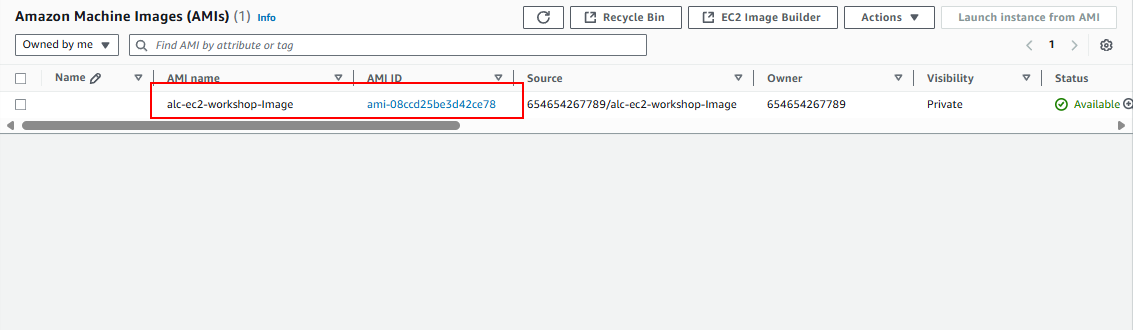 Amazon Machine Images (AMIs) (1) Info Recycle Bin EC2 Image Builder Actions Launch instance from AMI
Owned by me Find AMI by attribute or tag 1
Name AMI name AMI ID Source Owner Visibility Status
alc-ec2-workshop-Image ami-08ccd25be3d42ce78 654654267789/alc-ec2-workshop-Image 654654267789 Private Available